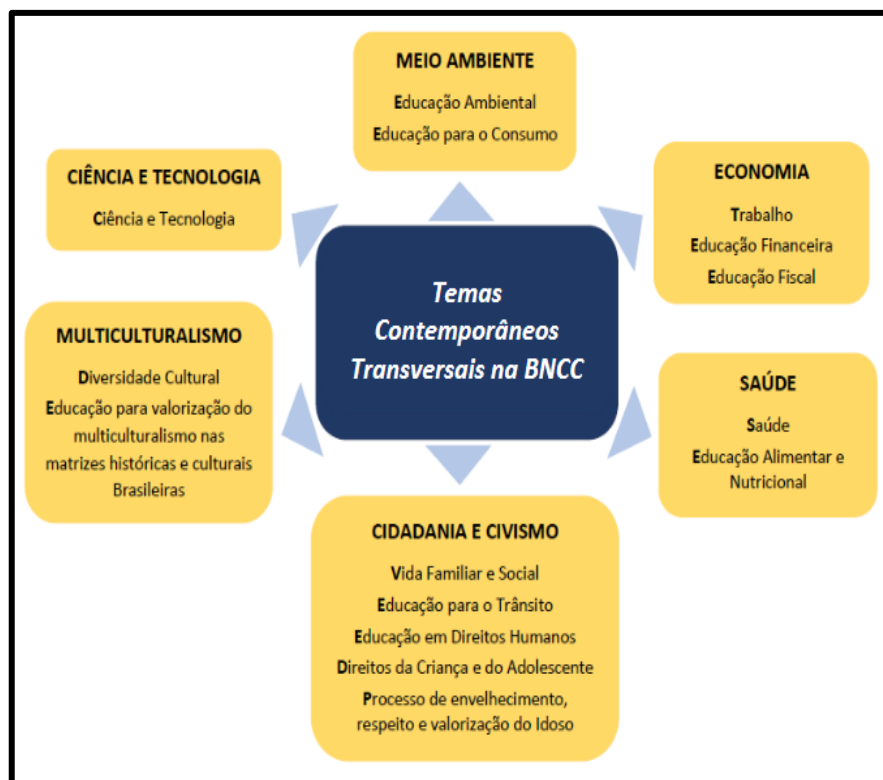 MEIO AMBIENTE
Educação Ambiental
Educação para o Consumo
CIÊNCIA E TECNOLOGIA
Ciência e Tecnologia
ECONOMIA
Trabalho
Educação Financeira
Educação Fiscal
Temas
Contemporâneos
Transversais na BNCC
MULTICULTURALISMO
Diversidade Cultural
Educação para valorização do
multiculturalismo nas
matrizes históricas e culturais
Brasileiras
SAÚDE
Saúde
Educação Alimentar e
Nutricional
CIDADANIA E CIVISMO
Vida Familiar e Social
Educação para o Trânsito
Educação em Direitos Humanos
Direitos da Criança e do Adolescente
Processo de envelhecimento,
respeito e valorização do Idoso